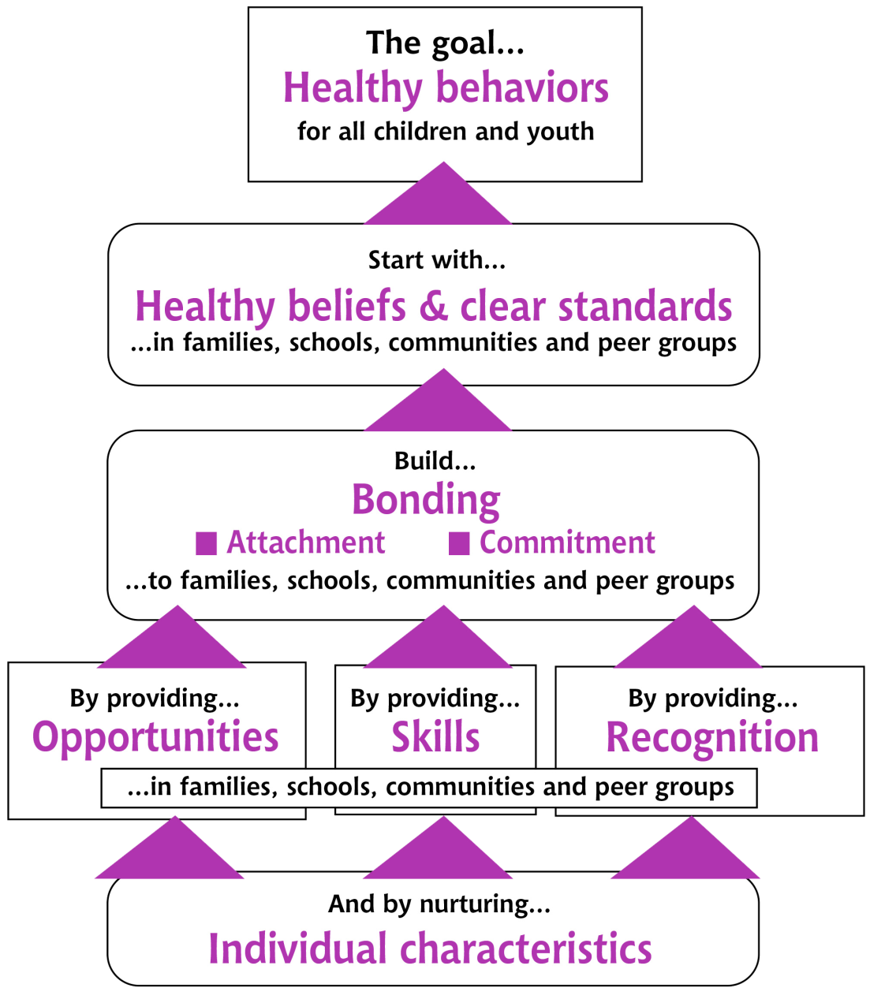 The goal...
Healthy behaviors
for all children and youth
Start with...
Healthy beliefs & clear standards
...in families, schools, communities and peer groups
Build...
Bonding
■ Attachment ■ Commitment
...to families, schools, communities and peer groups
By providing...
Opportunities
By providing...
Skills
By providing...
Recognition
...in families, schools, communities and peer groups
And by nurturing...
Individual characteristics